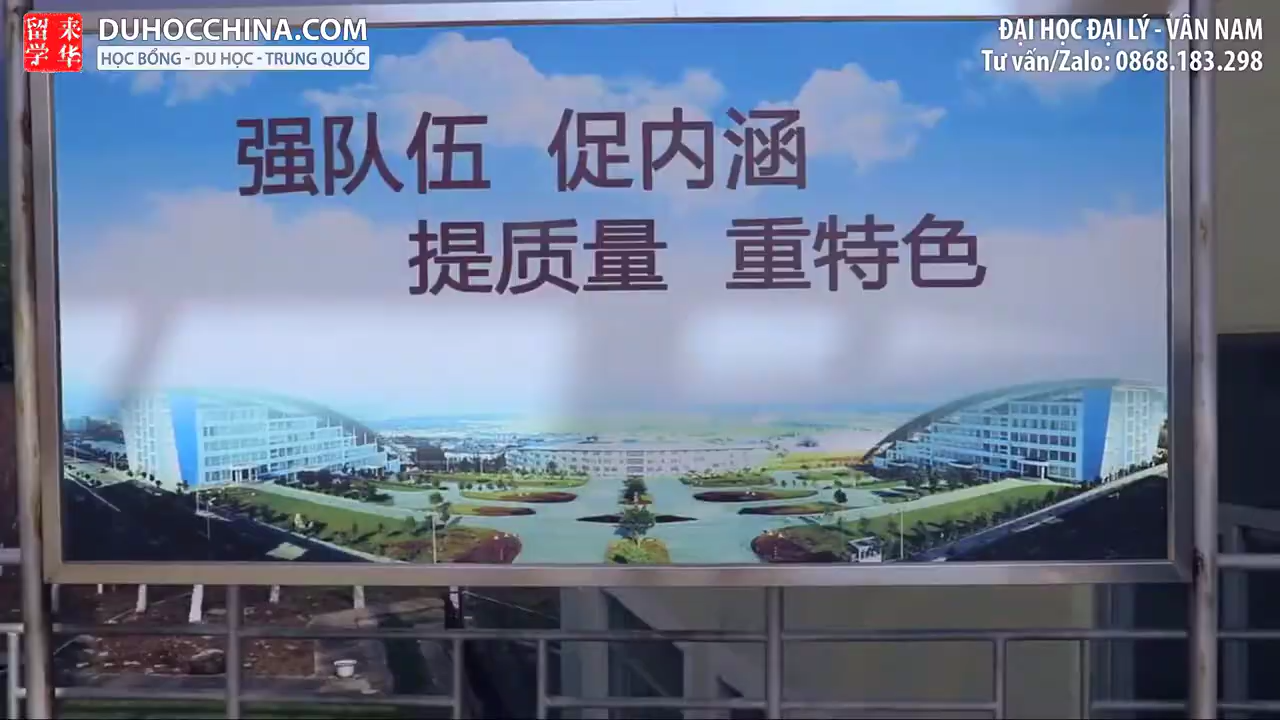 留学
来华
DUHOCCHINA.COM
HỌC BỔNG - DU HỌC - TRUNG QUỐC
ĐẠI HỌC ĐẠI LÝ - VÂN NAM
Tư vấn/Zalo: 0868.183.298
强队伍 促内涵
提质量 重特色